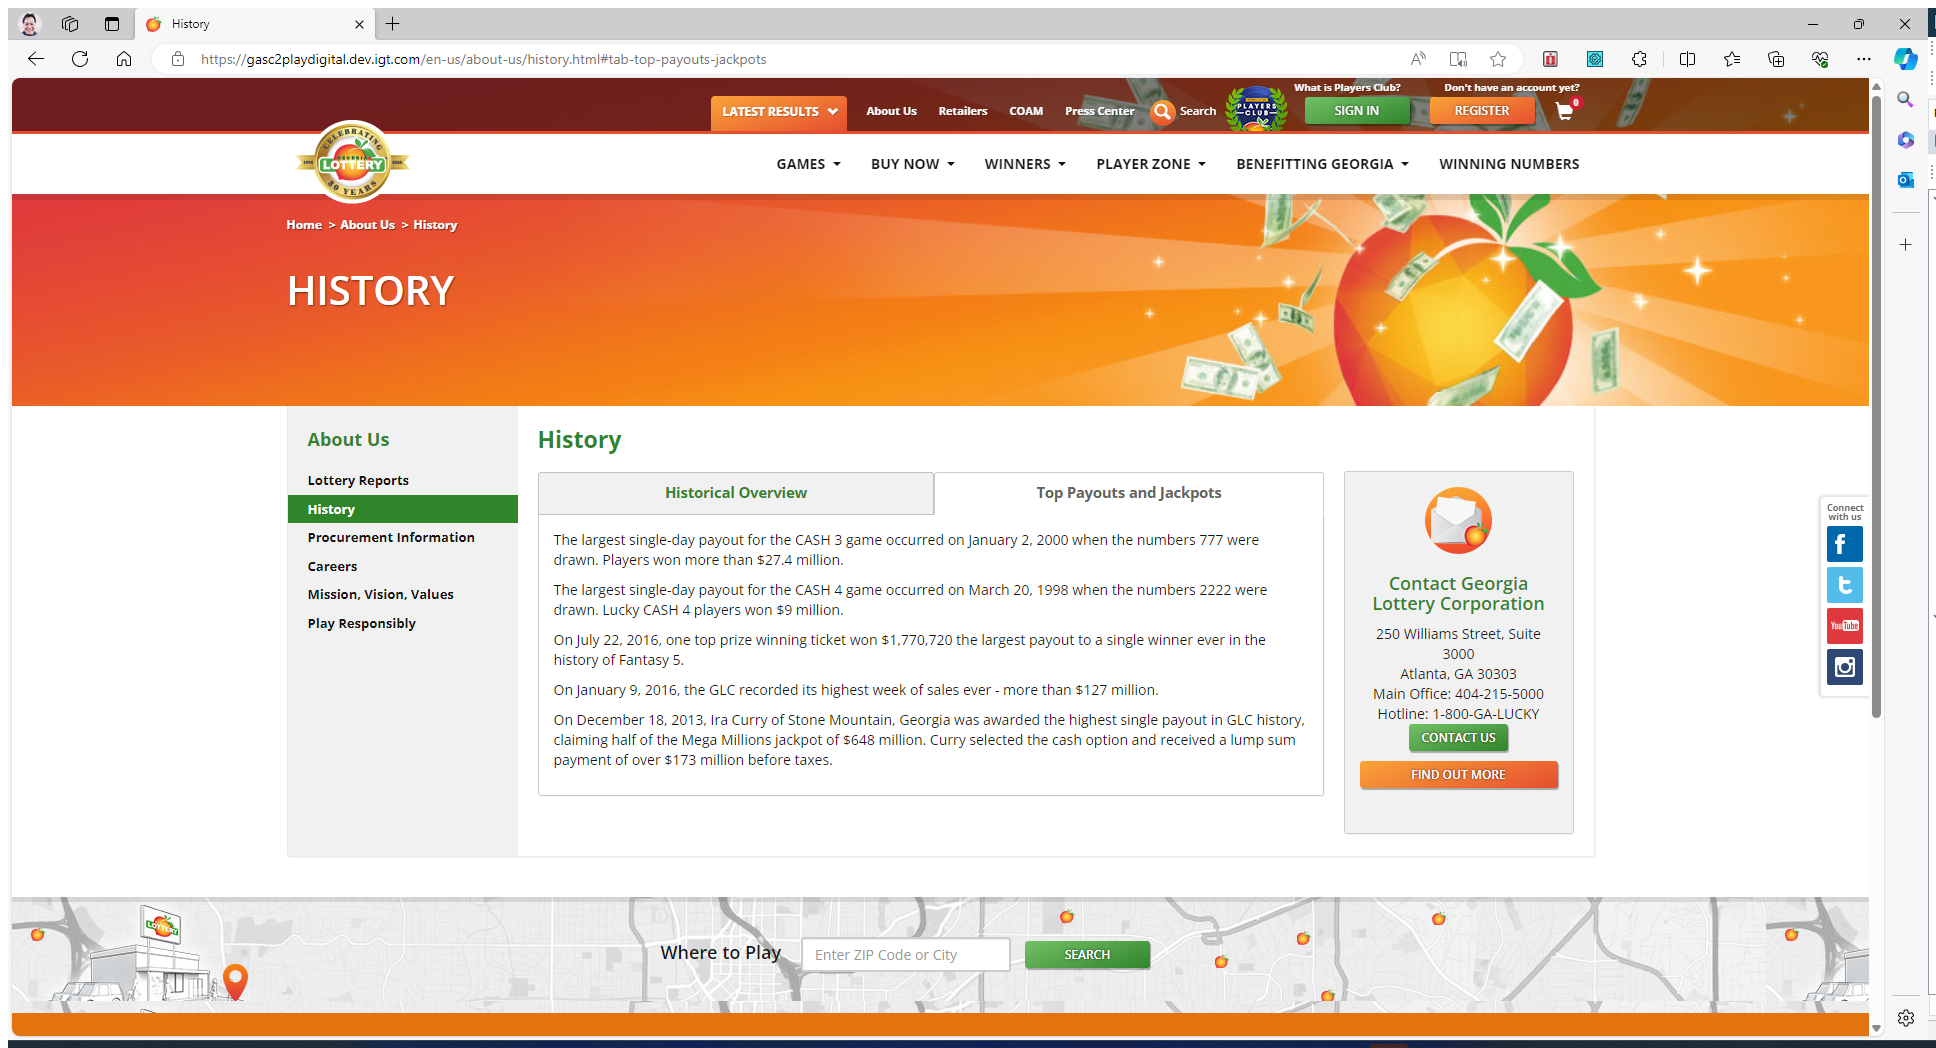 History
https://gasc2playdigital.dev.igt.com/en-us/about-us/history.html#tab-top-payouts-jackpots
What is Players Club?
Don't have an account yet?
LATEST RESULTS
About Us
Retailers
COAM
Press Center
Search
PLAYERS
CLUB
SIGN IN
REGISTER
0
CELEBRATING
GEORGIA
LOTTERY
30 YEARS
GAMES
BUY NOW
WINNERS
PLAYER ZONE
BENEFITTING GEORGIA
WINNING NUMBERS
Home > About Us > History
HISTORY
About Us
Lottery Reports
History
Procurement Information
Careers
Mission, Vision, Values
Play Responsibly
History
Historical Overview
Top Payouts and Jackpots
The largest single-day payout for the CASH 3 game occurred on January 2, 2000 when the numbers 777 were
drawn. Players won more than $27.4 million.
The largest single-day payout for the CASH 4 game occurred on March 20, 1998 when the numbers 2222 were
drawn. Lucky CASH 4 players won $9 million.
On July 22, 2016, one top prize winning ticket won $1,770,720 the largest payout to a single winner ever in the
history of Fantasy 5.
On January 9, 2016, the GLC recorded its highest week of sales ever - more than $127 million.
On December 18, 2013, Ira Curry of Stone Mountain, Georgia was awarded the highest single payout in GLC history,
claiming half of the Mega Millions jackpot of $648 million. Curry selected the cash option and received a lump sum
payment of over $173 million before taxes.
Contact Georgia
Lottery Corporation
250 Williams Street, Suite
3000
Atlanta, GA 30303
Main Office: 404-215-5000
Hotline: 1-800-GA-LUCKY
CONTACT US
FIND OUT MORE
Connect
with us
You Tube
LOTTERY
Where to Play
Enter ZIP Code or City
SEARCH